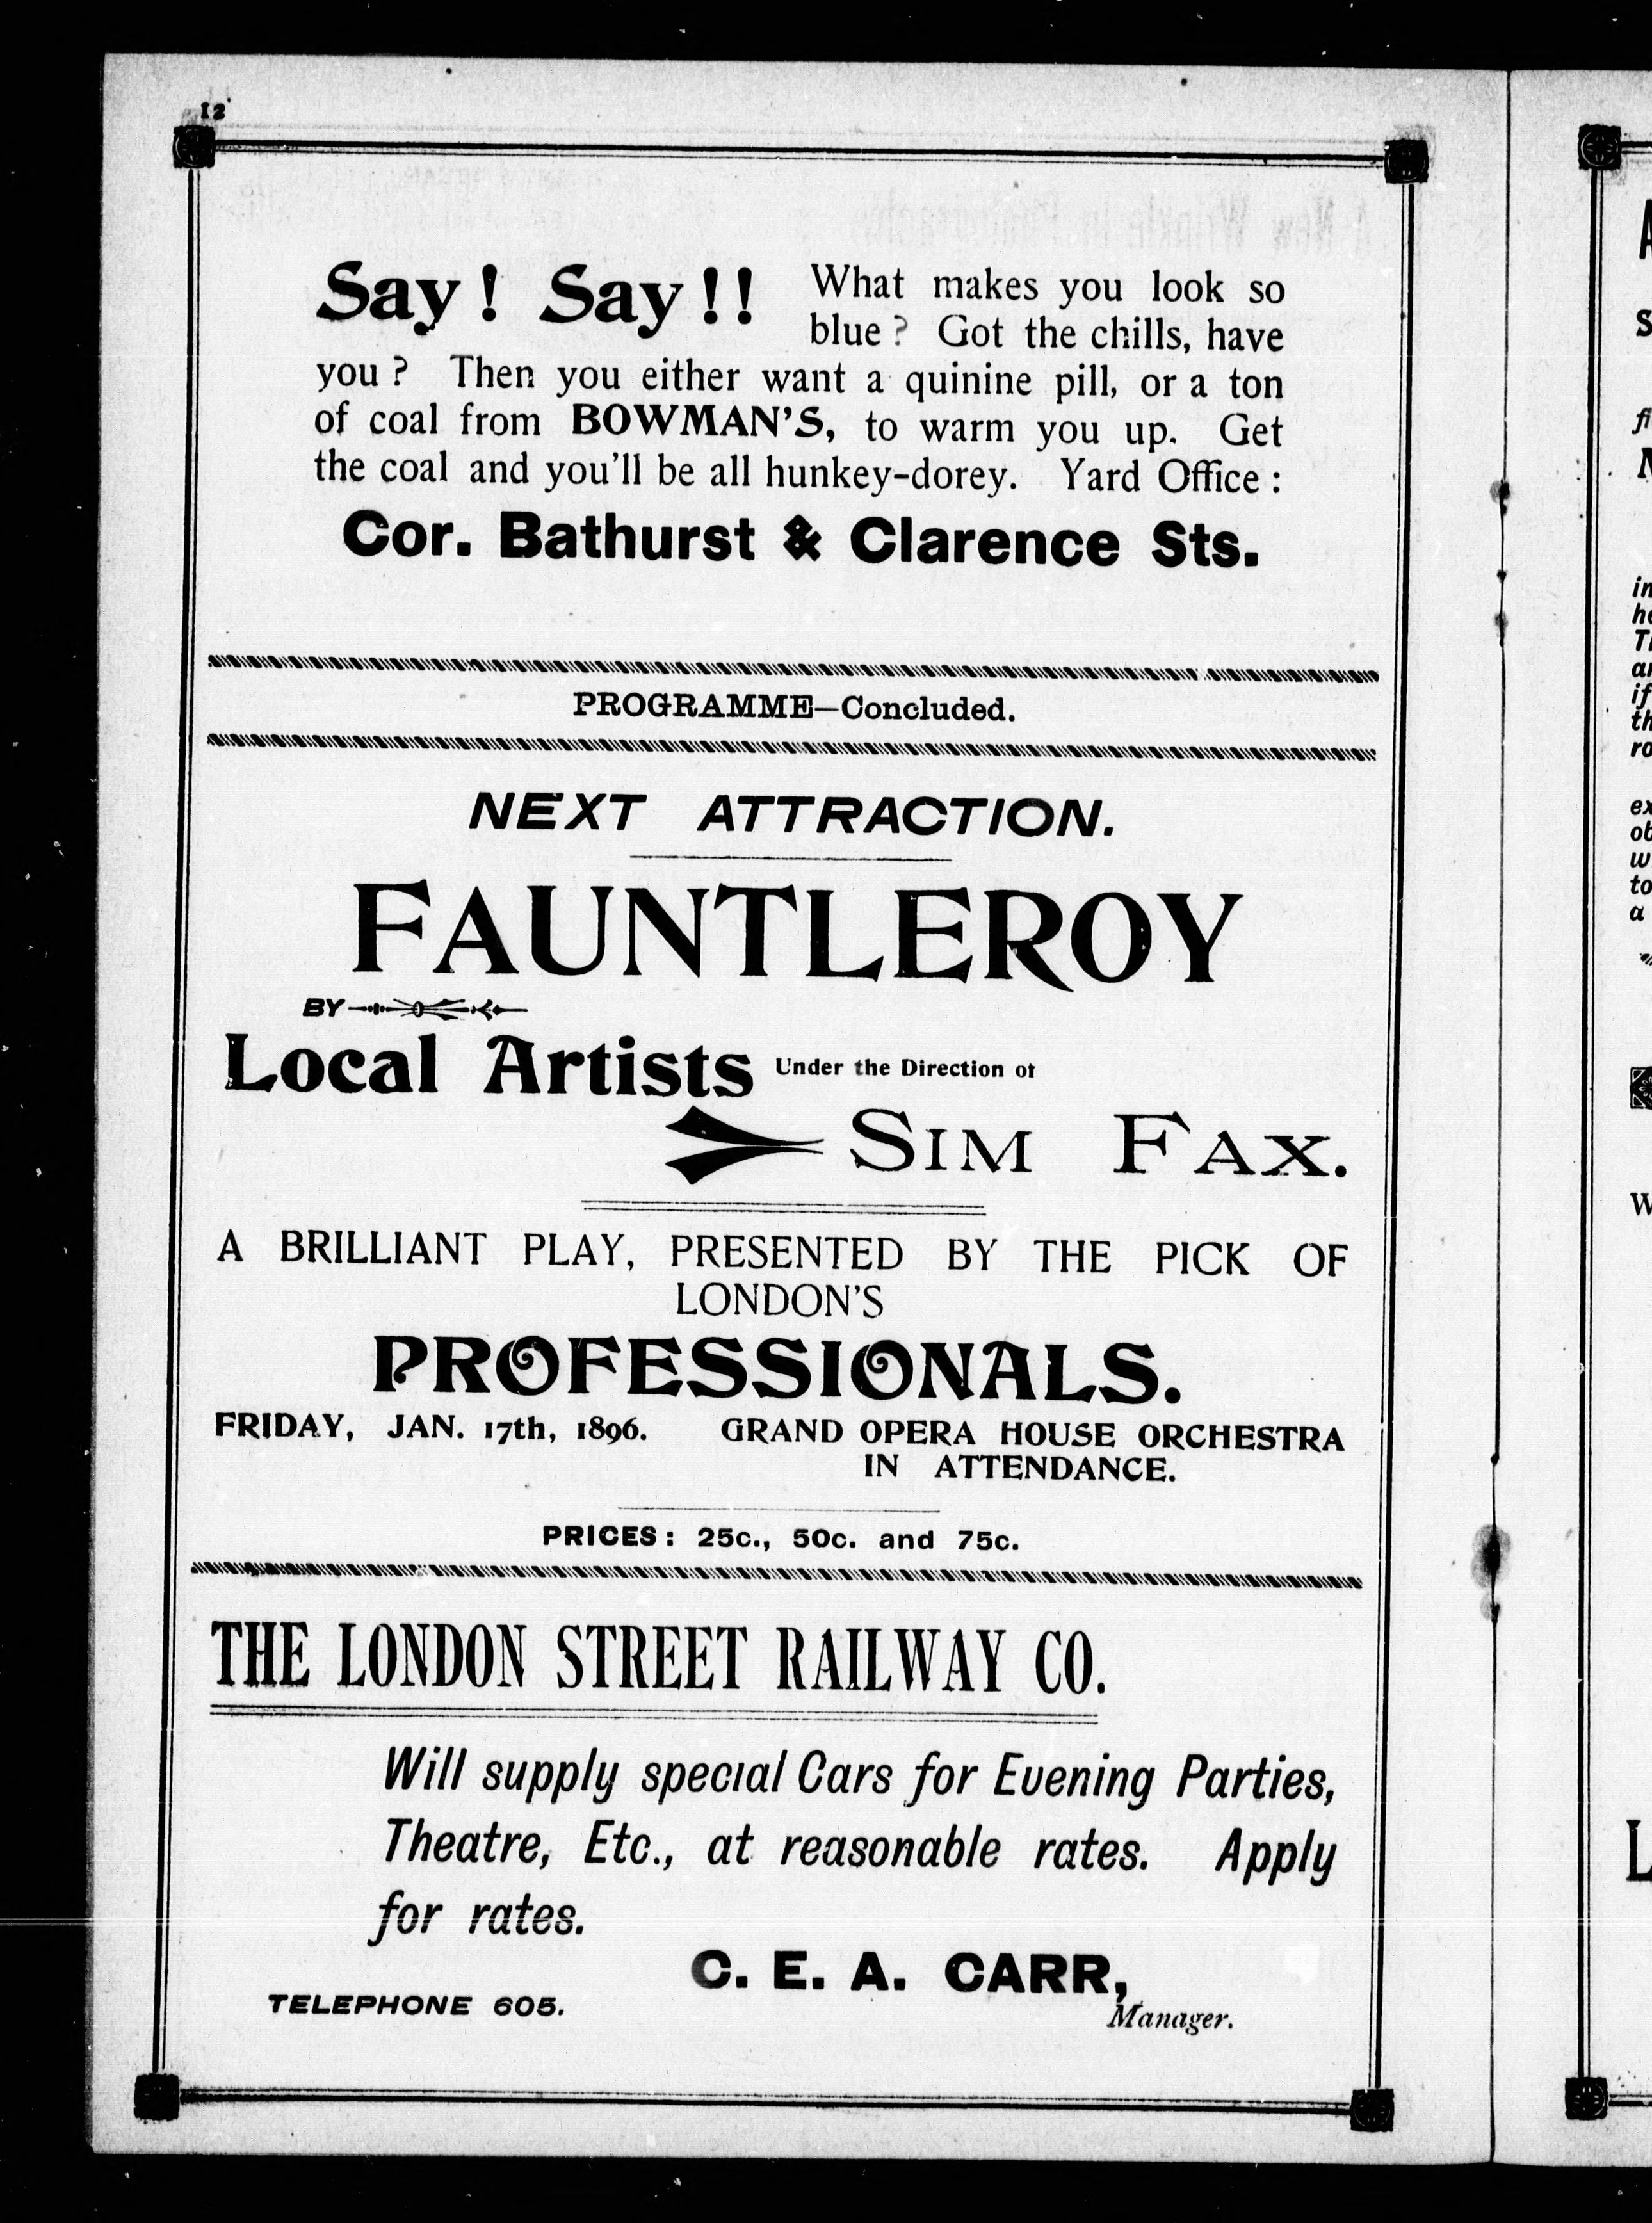 12
Say! Say!! What makes you look so
blue? Got the chills, have
you? Then you either want a quinine pill, or a ton
of coal from BOWMAN'S, to warm you up. Get
the coal and you'll be all hunkey-dorey. Yard Office:
Cor. Bathurst & Clarence Sts.
PROGRAMME—Concluded.
NEXT ATTRACTION.
FAUNTLEROY
BY
Local Artists Under the Direction of
SIM FAX.
A BRILLIANT PLAY, PRESENTED BY THE PICK OF
LONDON'S
PROFESSIONALS.
FRIDAY, JAN. 17th, 1896. GRAND OPERA HOUSE ORCHESTRA
IN ATTENDANCE.
PRICES: 25c., 50c. and 75c.
THE LONDON STREET RAILWAY CO.
Will supply special Cars for Evening Parties,
Theatre, Etc., at reasonable rates. Apply
for rates.
C. E. A. CARR,
TELEPHONE 605.
Manager.